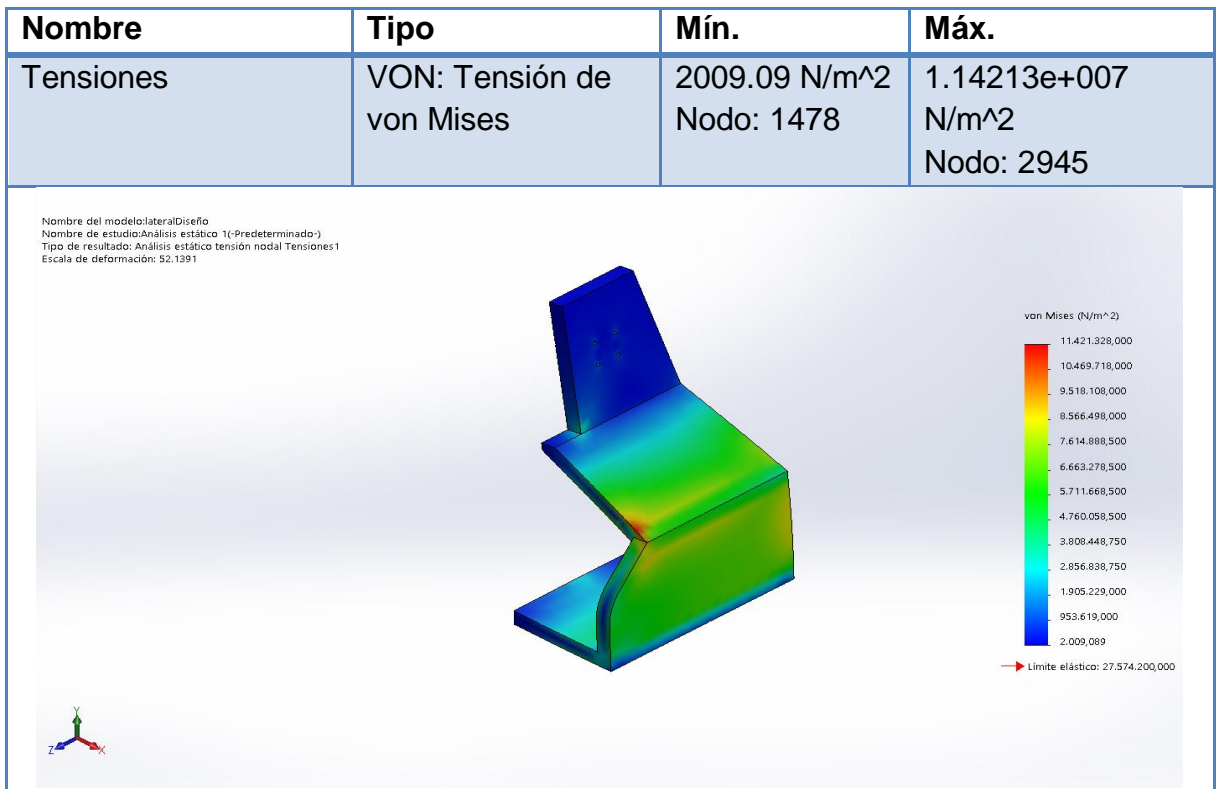 Nombre Tipo Mín. Máx.
Tensiones VON: Tensión de 2009.09 N/m^2 1.14213e+007
von Mises Nodo: 1478 N/m^2
Nodo: 2945
Nombre del modelo:lateralDiseño
Nombre de estudio:Análisis estático 1(-Predeterminado-)
Tipo de resultado: Análisis estático tensión nodal Tensiones1
Escala de deformación: 52.1391
von Mises (N/m^2)
11.421.328,000
10.469.718,000
9.518.108,000
8.566.498,000
7.614.888,500
6.663.278,500
5.711.668,500
4.760.058,500
3.808.448,750
2.856.838,750
1.905.229,000
953.619,000
2.009,089
Límite elástico: 27.574.200,000
Y
Z X